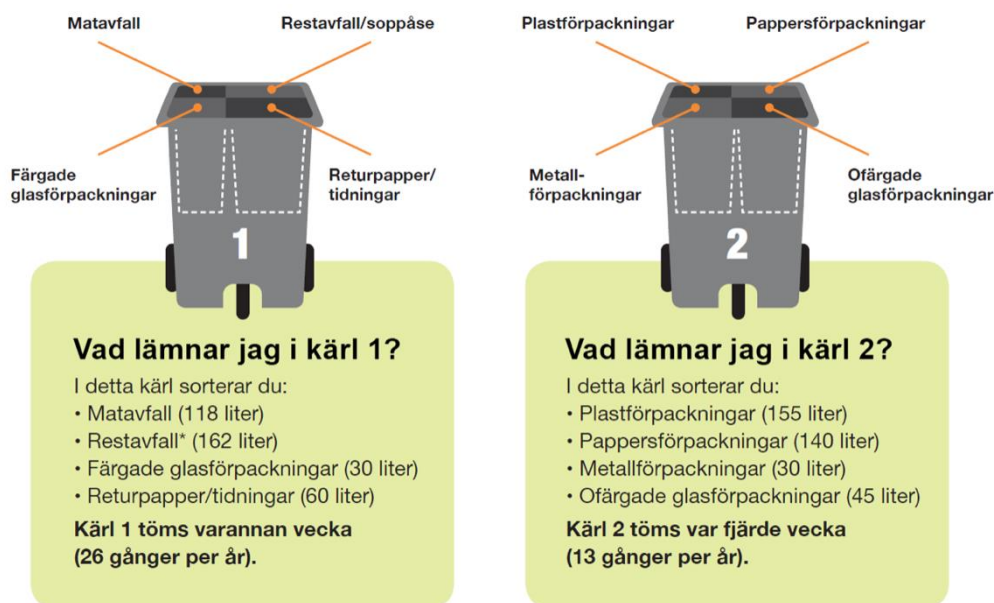 Matavfall
Restavfall/soppåse
Färgade
glasförpackningar
Returpapper/
tidningar
1
Vad lämnar jag i kärl 1?
I detta kärl sorterar du:
• Matavfall (118 liter)
• Restavfall* (162 liter)
• Färgade glasförpackningar (30 liter)
• Returpapper/tidningar (60 liter)
Kärl 1 töms varannan vecka
(26 gånger per år).
Plastförpackningar
Pappersförpackningar
Metall-
förpackningar
Ofärgade
glasförpackningar
2
Vad lämnar jag i kärl 2?
I detta kärl sorterar du:
• Plastförpackningar (155 liter)
• Pappersförpackningar (140 liter)
• Metallförpackningar (30 liter)
• Ofärgade glasförpackningar (45 liter)
Kärl 2 töms var fjärde vecka
(13 gånger per år).